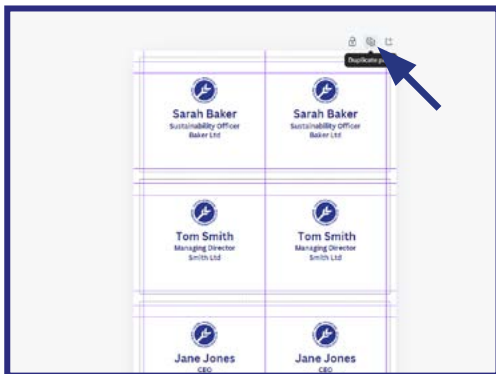 Duplicate
Sarah Baker Sarah Baker
Sustainability Officer Sustainability Officer
Baker Ltd Baker Ltd
Tom Smith Tom Smith
Managing Director Managing Director
Smith Ltd Smith Ltd
Jane Jones Jane Jones
CEO CEO